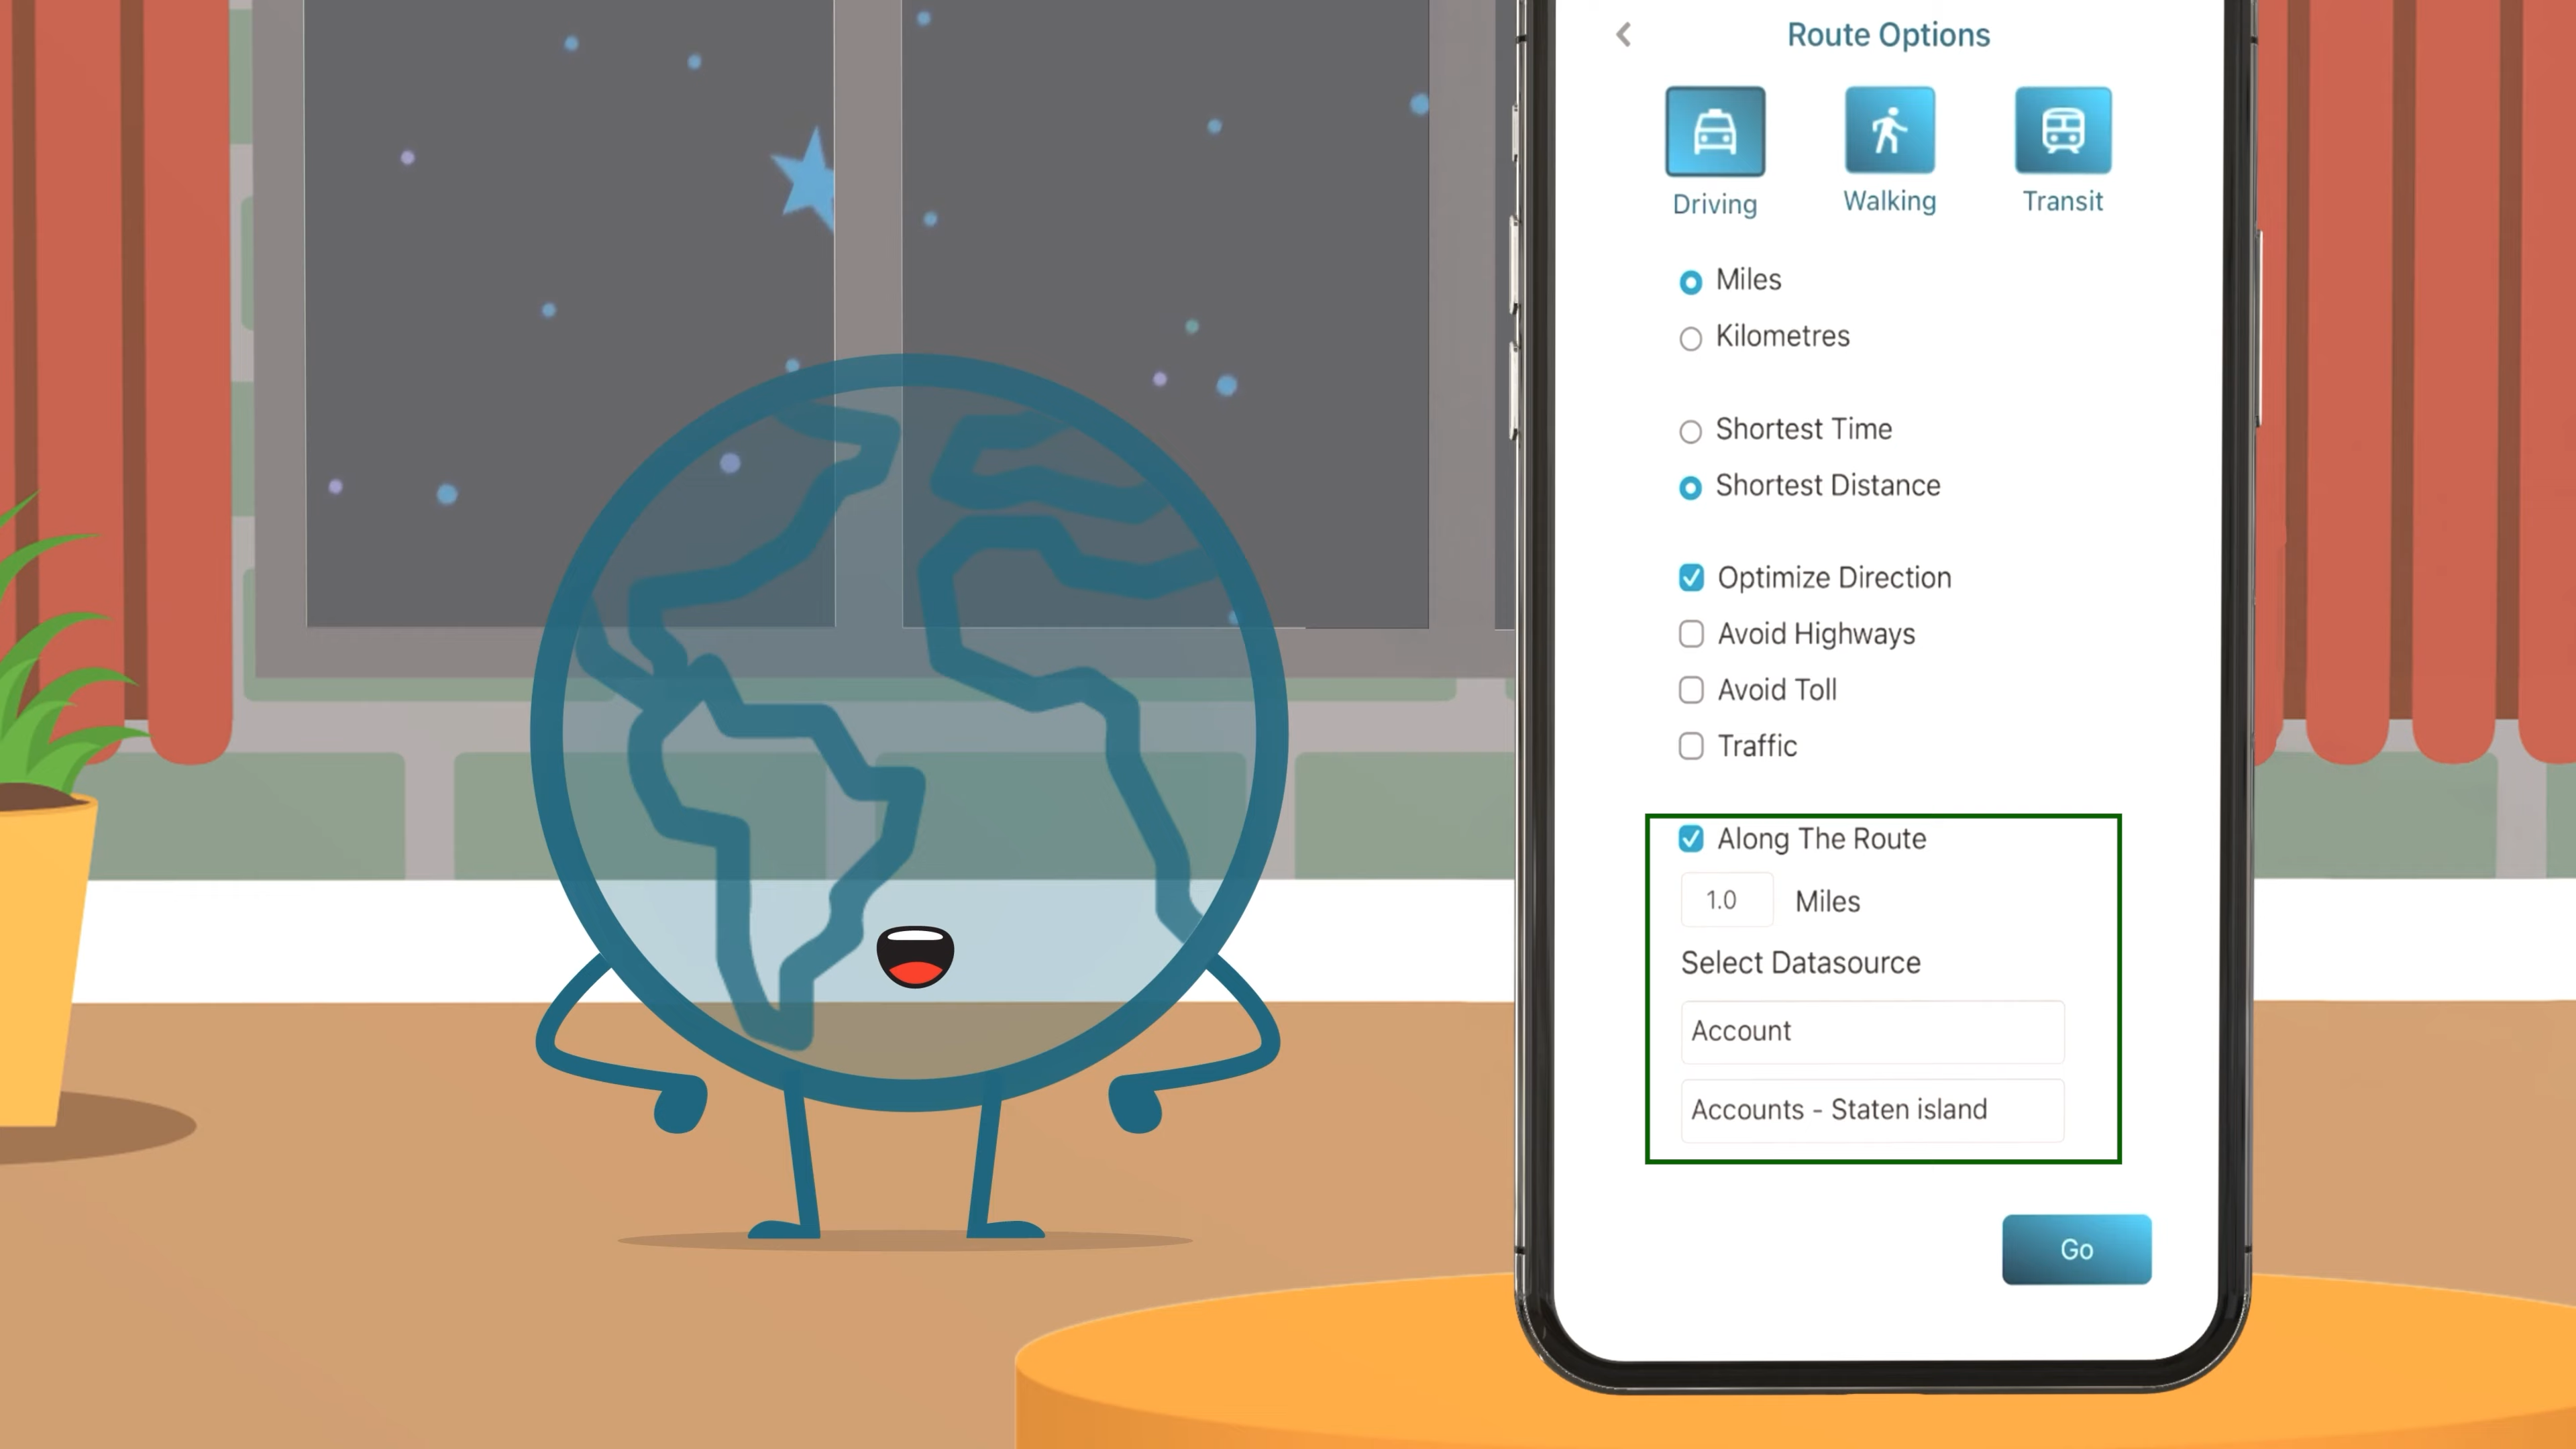 Route Options
Driving
Walking
Transit
Miles
Kilometres
Shortest Time
Shortest Distance
Optimize Direction
Avoid Highways
Avoid Toll
Traffic
Along The Route
1.0 Miles
Select Datasource
Account
Accounts - Staten island
Go